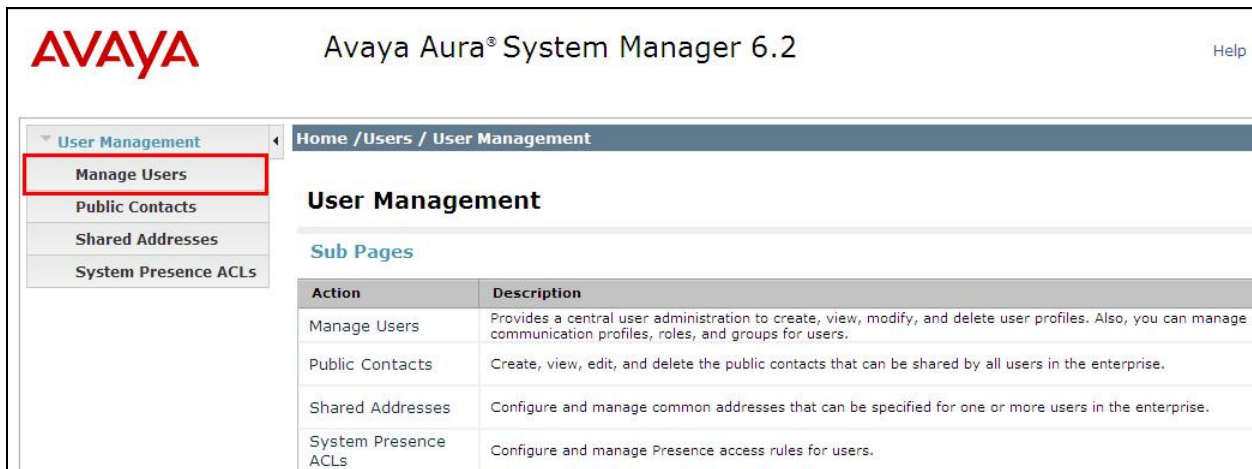 AVAYA
Avaya Aura® System Manager 6.2
Help
User Management
Manage Users
Public Contacts
Shared Addresses
System Presence ACLs
Home /Users / User Management
User Management
Sub Pages
Action Description
Manage Users Provides a central user administration to create, view, modify, and delete user profiles. Also, you can manage
communication profiles, roles, and groups for users.
Public Contacts Create, view, edit, and delete the public contacts that can be shared by all users in the enterprise.
Shared Addresses Configure and manage common addresses that can be specified for one or more users in the enterprise.
System Presence
ACLs Configure and manage Presence access rules for users.